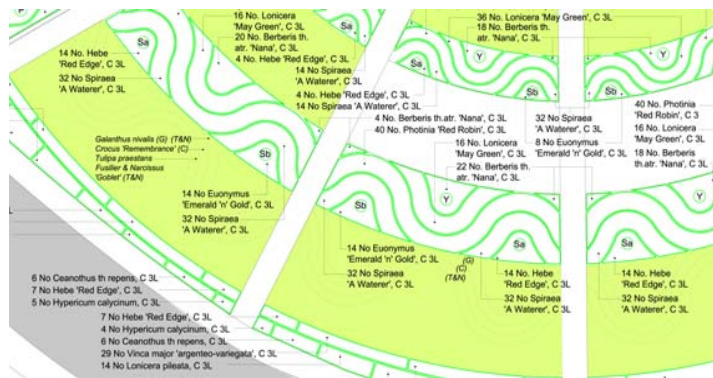 16 No. Lonicera
'May Green', C 3L
20 No. Berberis th.
atr. 'Nana', C 3L
4 No. Hebe 'Red Edge', C 3L
36 No. Lonicera 'May Green', C 3L
18 No. Berberis th.
atr. 'Nana', C 3L
P
Sa
Y
Y
14 No. Hebe
'Red Edge', C 3L
32 No Spiraea
'A Waterer', C 3L
14 No Spiraea
'A Waterer', C 3L
Sa
Sb
Sb
4 No. Hebe 'Red Edge', C 3L
14 No Spiraea 'A Waterer', C 3L
4 No. Berberis th.atr. 'Nana', C 3L
40 No. Photinia 'Red Robin', C 3L
32 No Spiraea
'A Waterer', C 3L
8 No Euonymus
'Emerald 'n' Gold', C 3L
40 No. Photinia
'Red Robin', C 3
16 No. Lonicera
'May Green', C 3L
18 No. Berberis
th.atr. 'Nana', C 3L
Galanthus nivalis (G) (T&N)
Crocus 'Remembrance' (C)
Tulipa praestans
Fusilier & Narcissus
'Goblet' (T&N)
16 No. Lonicera
'May Green', C 3L
22 No. Berberis th.
atr. 'Nana', C 3L
Sb
14 No Euonymus
'Emerald 'n' Gold', C 3L
32 No Spiraea
'A Waterer', C 3L
Sb
Y
Y
Sa
Sa
14 No Euonymus
'Emerald 'n' Gold', C 3L
32 No Spiraea
'A Waterer', C 3L
(G)
(C)
(T&N)
14 No. Hebe
'Red Edge', C 3L
32 No Spiraea
'A Waterer', C 3L
14 No. Hebe
'Red Edge', C 3L
32 No Spiraea
'A Waterer', C 3L
6 No Ceanothus th repens, C 3L
7 No Hebe 'Red Edge', C 3L
5 No Hypericum calycinum, C 3L
7 No Hebe 'Red Edge', C 3L
4 No Hypericum calycinum, C 3L
6 No Ceanothus th repens, C 3L
29 No Vinca major 'argenteo-variegata', C 3L
14 No Lonicera pileata, C 3L